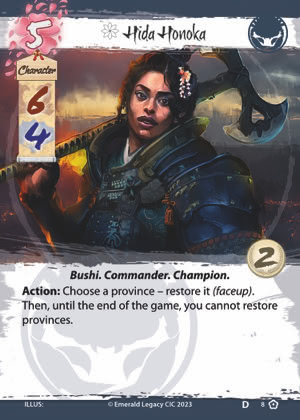 5
Hida Honoka
Character
6
4
2
Bushi. Commander. Champion.
Action: Choose a province – restore it (faceup).
Then, until the end of the game, you cannot restore
provinces.
ILLUS:
© Emerald Legacy CIC 2023
D 8